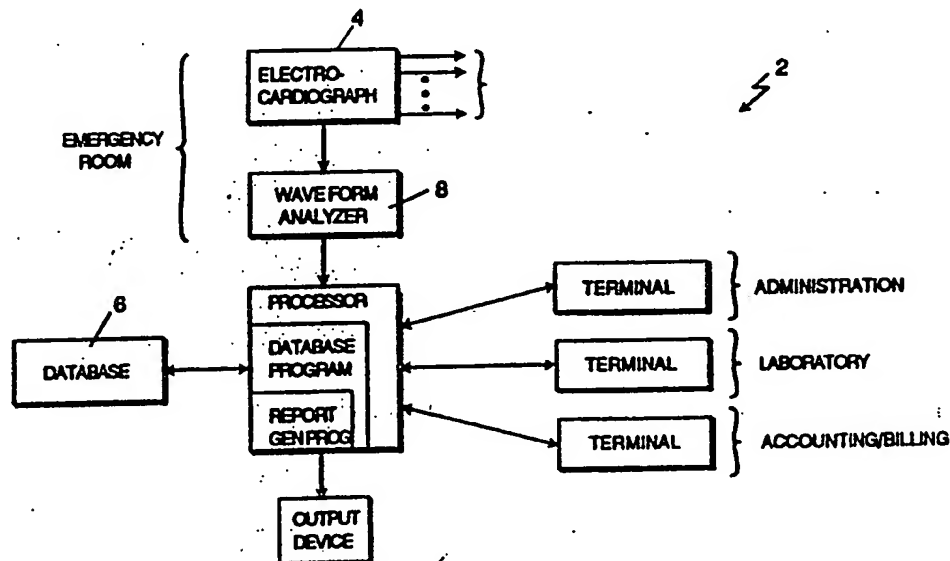 4
ELECTRO-
CARDIOGRAPH
2
EMERGENCY
ROOM
WAVE FORM
ANALYZER
8
PROCESSOR
DATABASE
PROGRAM
REPORT
GEN PROG
6
DATABASE
TERMINAL
ADMINISTRATION
TERMINAL
LABORATORY
TERMINAL
ACCOUNTING/BILLING
OUTPUT
DEVICE